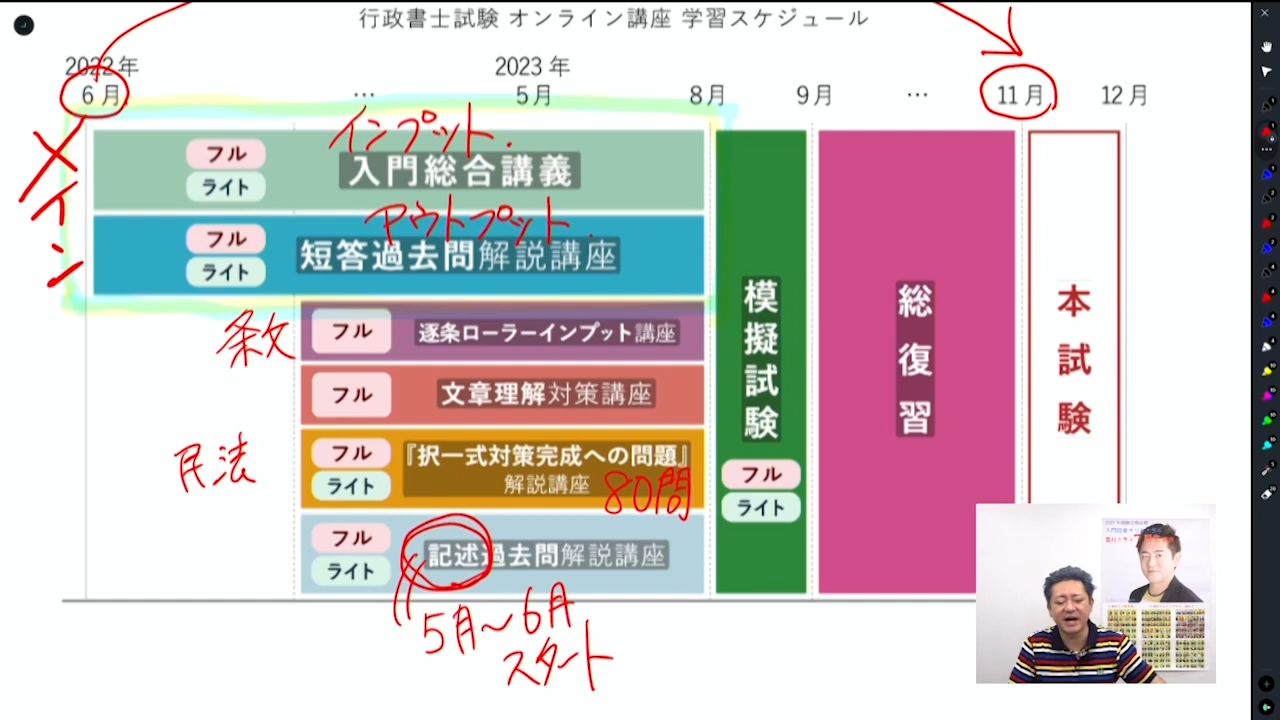 行政書士試験 オンライン講座 学習スケジュール
2022年
2023年
6月
…
5月
8月
9月
…
11月
12月
メイン
インプット.
フル
ライト
入門総合講義
アウトプット.
フル
ライト
短答過去問解説講座
条文
フル
逐条ローラーインプット講座
フル
文章理解対策講座
民法
フル
ライト
『択一式対策完成への問題』
解説講座
80問
フル
ライト
記述過去問解説講座
5月〜6月
スタート
模擬試験
フル
ライト
総復習
本試験